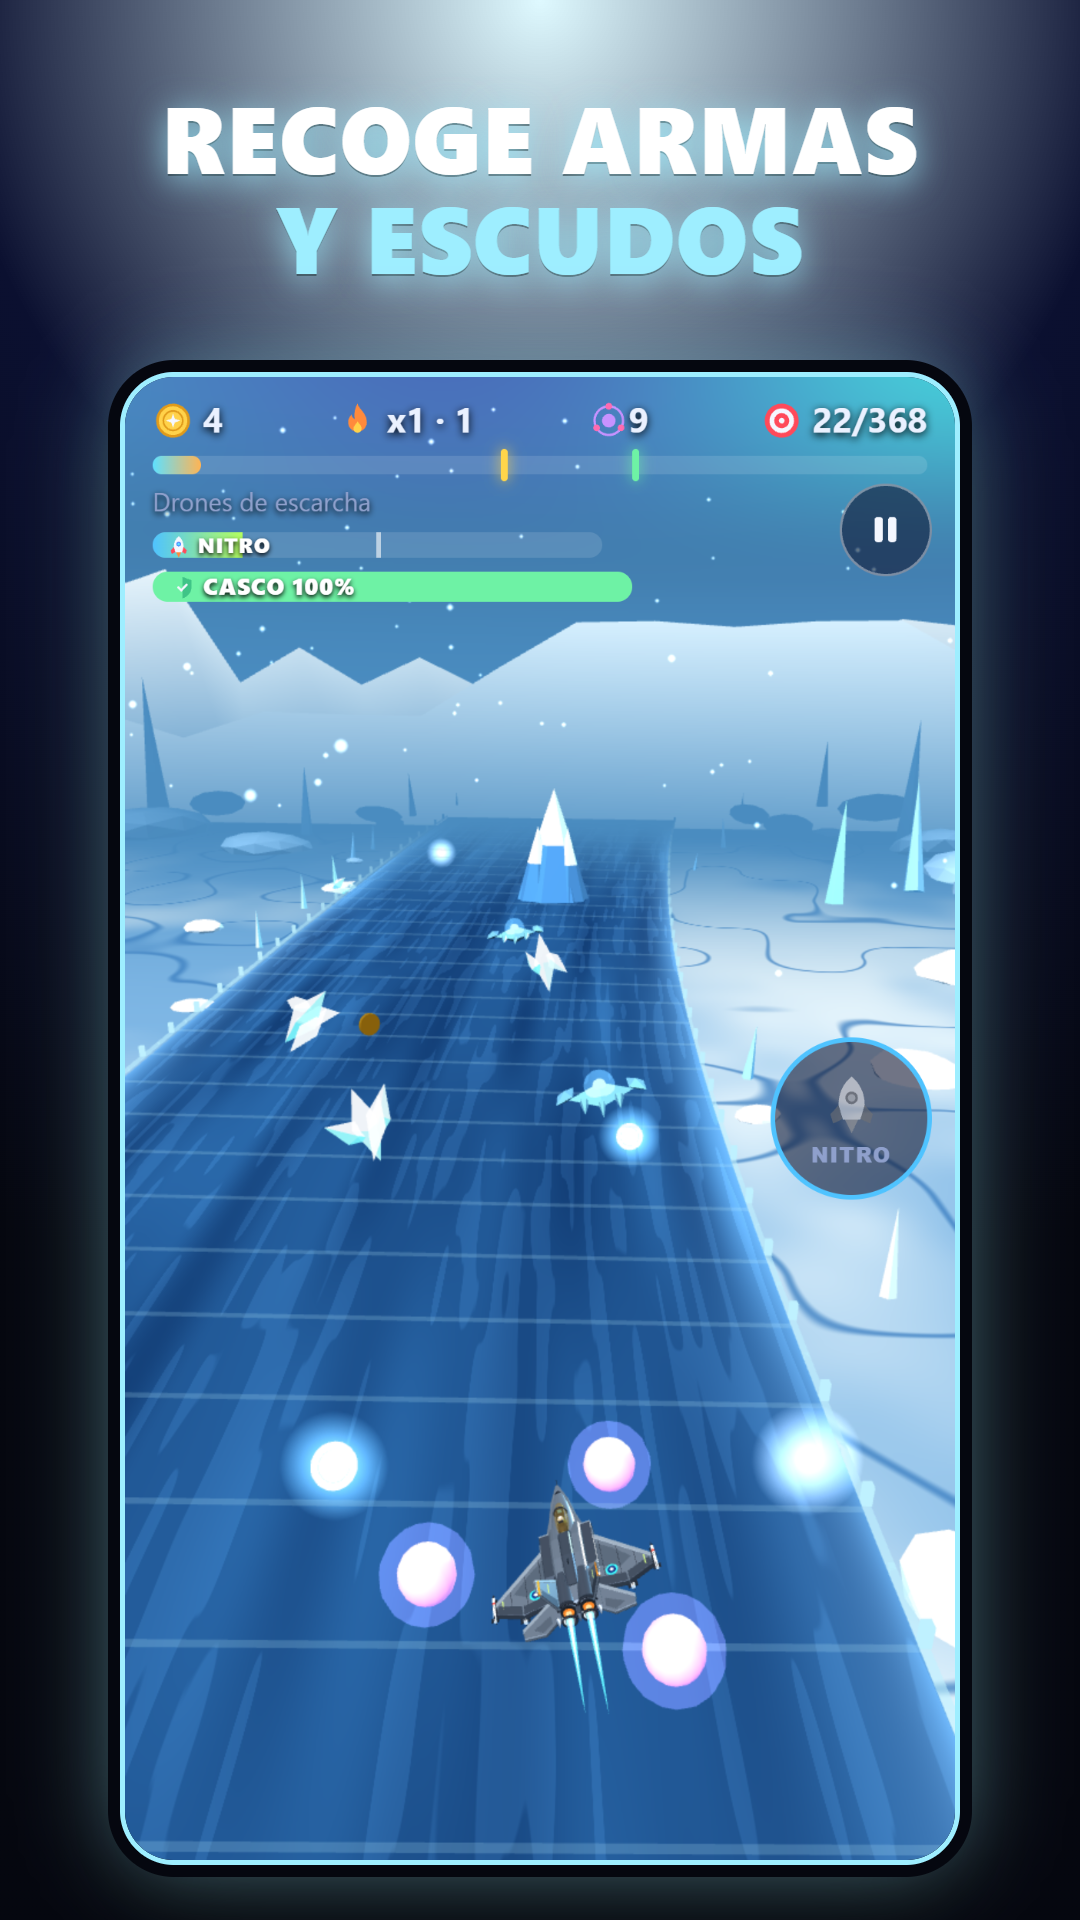 RECOGE ARMAS
Y ESCUDOS
4 x1 · 1 9 22/368
Drones de escarcha
NITRO
CASCO 100%
NITRO